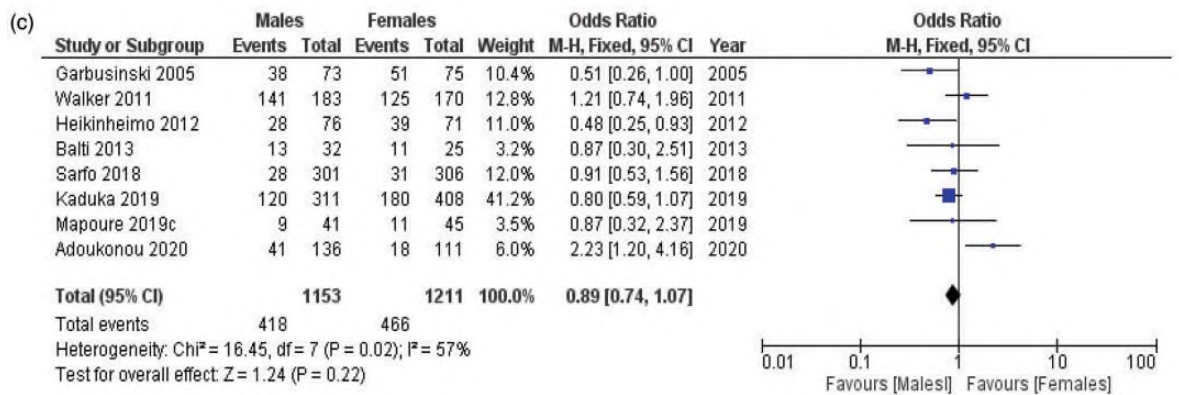 (c) Males Females Odds Ratio Odds Ratio
Study or Subgroup Events Total Events Total Weight M-H, Fixed, 95% CI Year M-H, Fixed, 95% CI
Garbusinski 2005 38 73 51 75 10.4% 0.51 [0.26, 1.00] 2005
Walker 2011 141 183 125 170 12.8% 1.21 [0.74, 1.96] 2011
Heikinheimo 2012 28 76 39 71 11.0% 0.48 [0.25, 0.93] 2012
Balti 2013 13 32 11 25 3.2% 0.87 [0.30, 2.51] 2013
Sarfo 2018 28 301 31 306 12.0% 0.91 [0.53, 1.56] 2018
Kaduka 2019 120 311 180 408 41.2% 0.80 [0.59, 1.07] 2019
Mapoure 2019c 9 41 11 45 3.5% 0.87 [0.32, 2.37] 2019
Adoukonou 2020 41 136 18 111 6.0% 2.23 [1.20, 4.16] 2020
Total (95% CI) 1153 1211 100.0% 0.89 [0.74, 1.07]
Total events 418 466
Heterogeneity: Chi² = 16.45, df = 7 (P = 0.02); I² = 57%
Test for overall effect: Z = 1.24 (P = 0.22)
0.01 0.1 1 10 100
Favours [Malesl] Favours [Females]